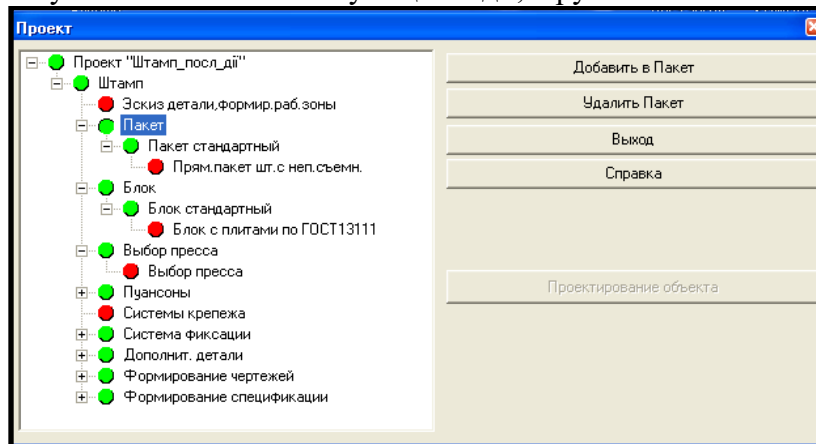 Проект
Проект "Штамп_посл_дії"
Штамп
Эскиз детали,формир.раб.зоны
Пакет
Пакет стандартный
Прям.пакет шт.с неп.съемн.
Блок
Блок стандартный
Блок с плитами по ГОСТ13111
Выбор пресса
Выбор пресса
Пуансоны
Системы крепежа
Система фиксации
Дополнит. детали
Формирование чертежей
Формирование спецификации
Добавить в Пакет
Удалить Пакет
Выход
Справка
Проектирование объекта